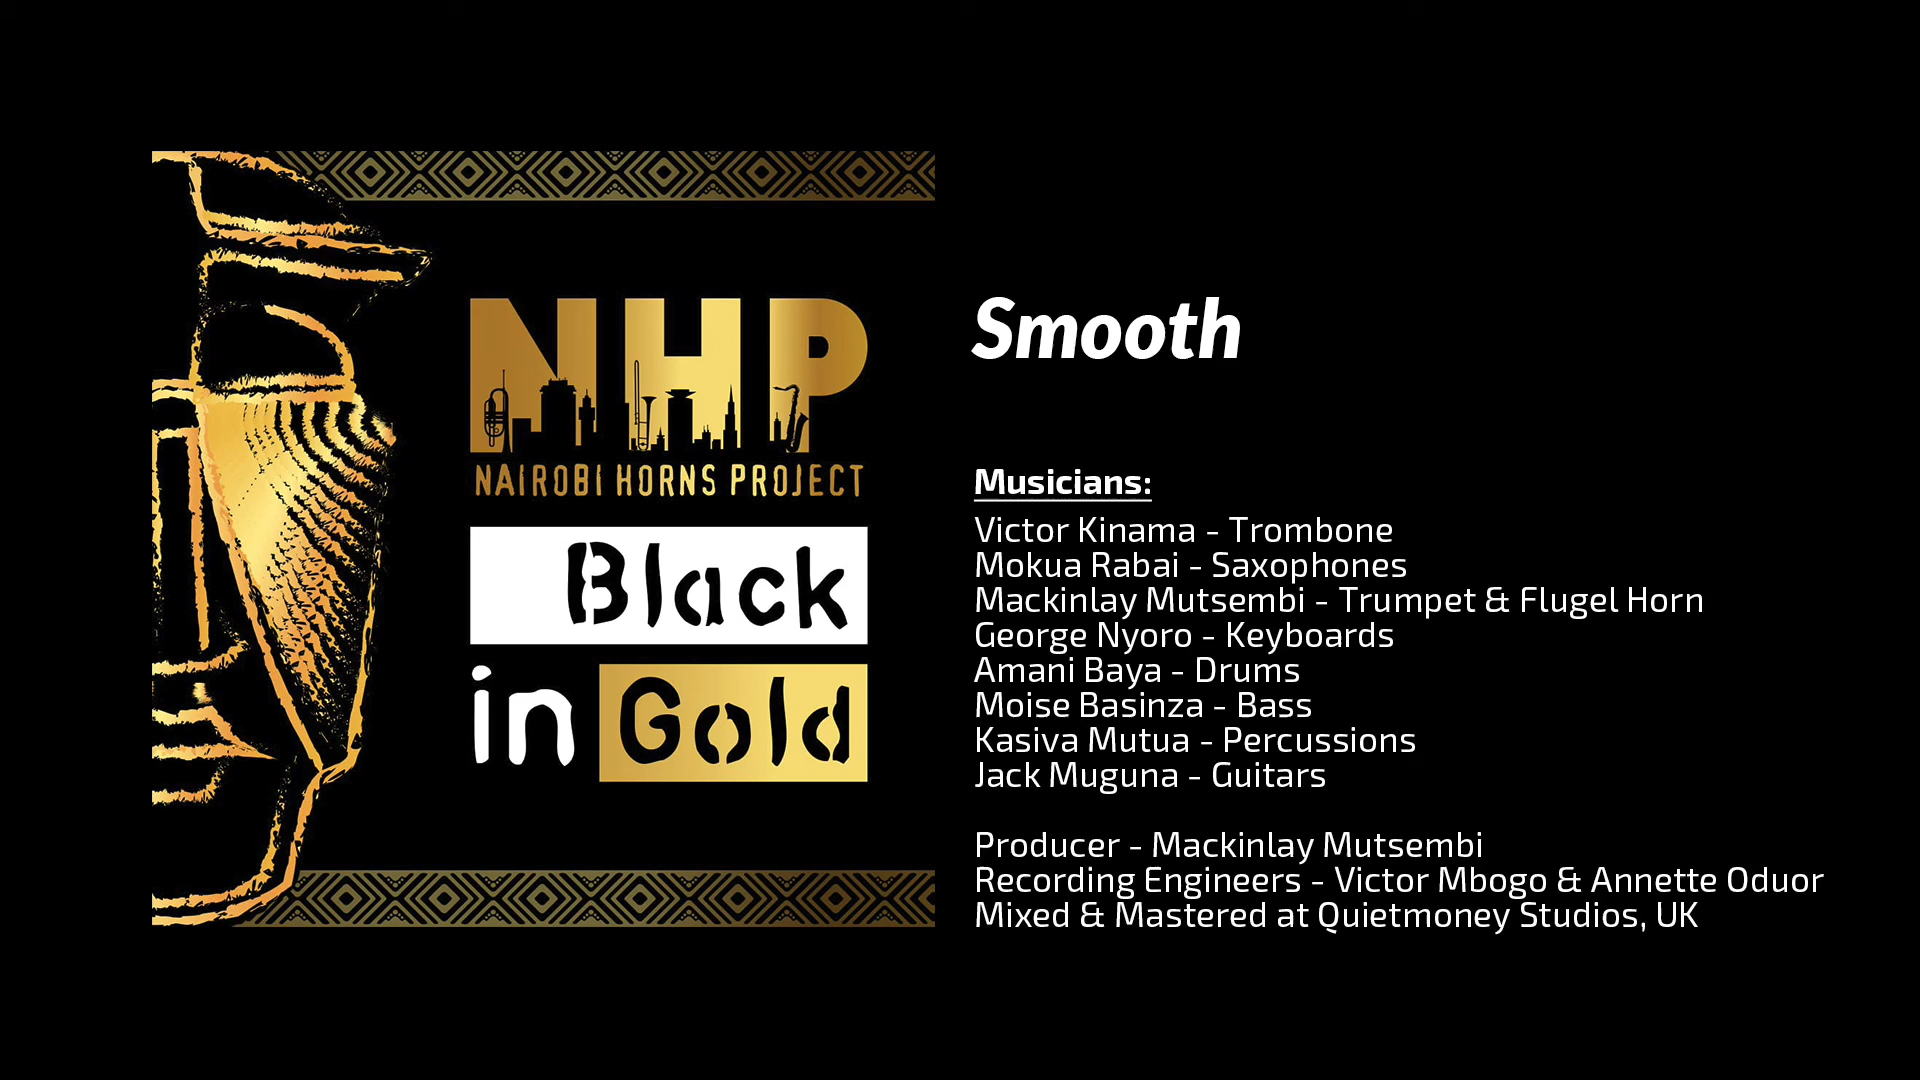 NHP
NAIROBI HORNS PROJECT
Black
in Gold
Smooth
Musicians:
Victor Kinama - Trombone
Mokua Rabai - Saxophones
Mackinlay Mutsembi - Trumpet & Flugel Horn
George Nyoro - Keyboards
Amani Baya - Drums
Moise Basinza - Bass
Kasiva Mutua - Percussions
Jack Muguna - Guitars
Producer - Mackinlay Mutsembi
Recording Engineers - Victor Mbogo & Annette Oduor
Mixed & Mastered at Quietmoney Studios, UK